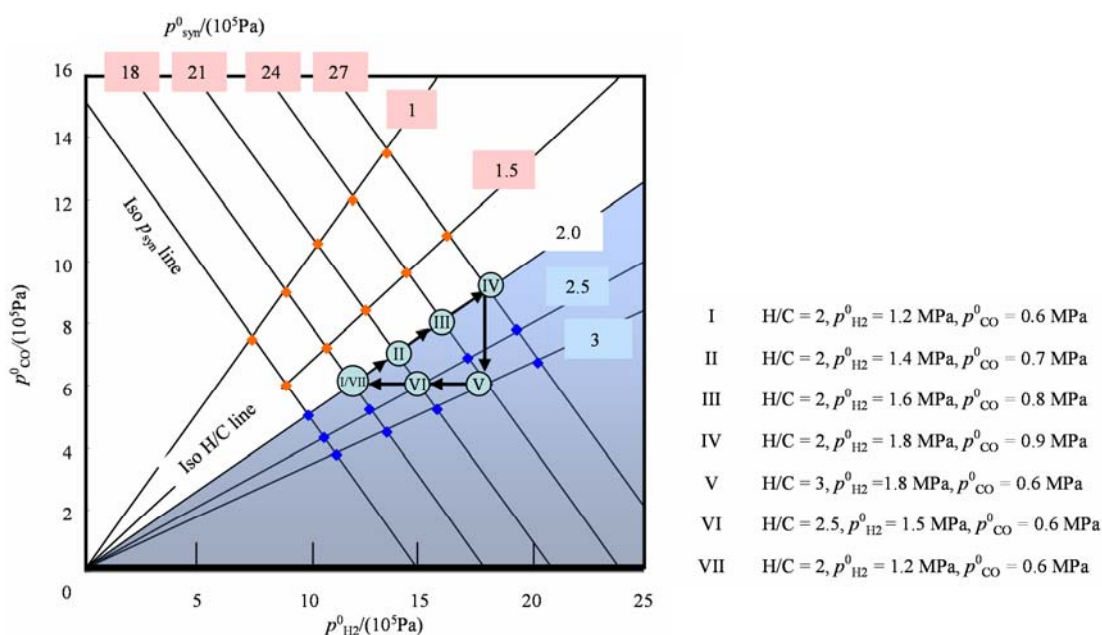 p⁰syn/(10⁵Pa)
18 21 24 27
1
1.5
2.0
2.5
3
Iso psyn line
Iso H/C line
IV
III
II
I/VII VI V
16
14
12
10
8
6
4
2
0
5 10 15 20 25
p⁰CO/(10⁵Pa)
p⁰H2/(10⁵Pa)
I H/C = 2, p⁰H2 = 1.2 MPa, p⁰CO = 0.6 MPa
II H/C = 2, p⁰H2 = 1.4 MPa, p⁰CO = 0.7 MPa
III H/C = 2, p⁰H2 = 1.6 MPa, p⁰CO = 0.8 MPa
IV H/C = 2, p⁰H2 = 1.8 MPa, p⁰CO = 0.9 MPa
V H/C = 3, p⁰H2 =1.8 MPa, p⁰CO = 0.6 MPa
VI H/C = 2.5, p⁰H2 = 1.5 MPa, p⁰CO = 0.6 MPa
VII H/C = 2, p⁰H2 = 1.2 MPa, p⁰CO = 0.6 MPa